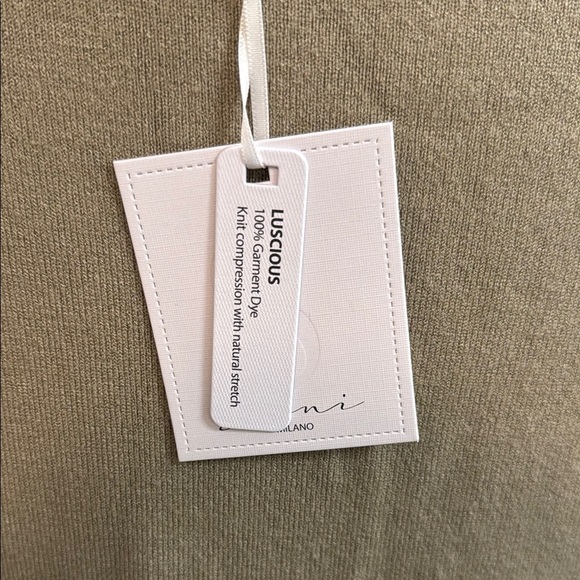 LUSCIOUS
100% Garment Dye
Knit compression with natural stretch
MILANO